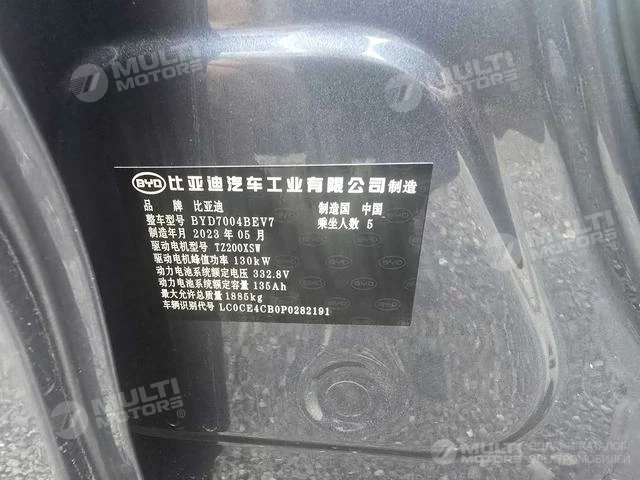 MULTI MOTORS
MULTI MOTORS
BYD 比亚迪汽车工业有限公司制造
品 牌 比亚迪 制造国 中国
整车型号 BYD7004BEV7 乘坐人数 5
制造年月 2023 年 05 月
驱动电机型号 TZ200XSW
驱动电机峰值功率 130kW
动力电池系统额定电压 332.8V
动力电池系统额定容量 135Ah
最大允许总质量 1885kg
车辆识别代号 LC0CE4CB0P0282191
MULTI MOTORS
MULTI MOTORS
ОНЛАЙН-КАТАЛОГ
ЭЛЕКТРОМОБИЛЕЙ